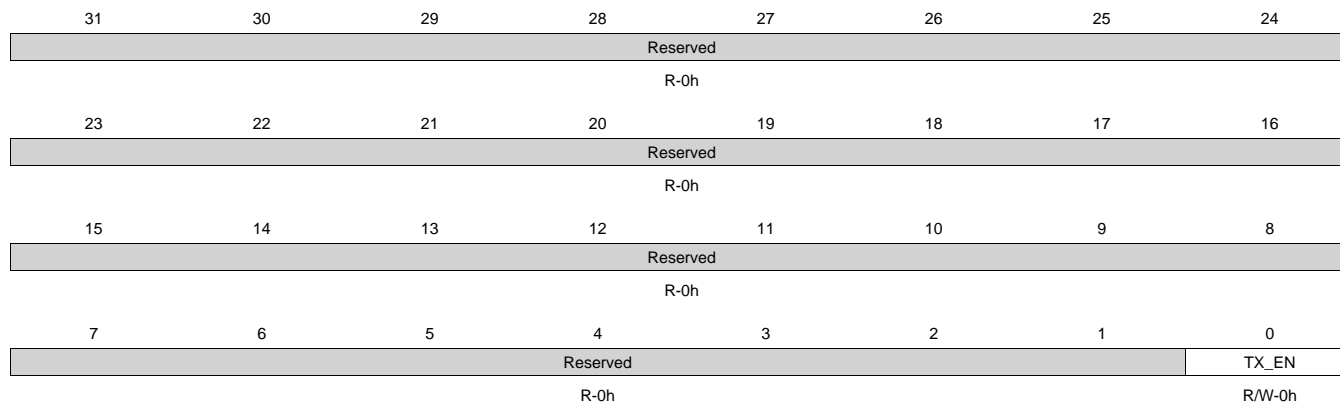 31 30 29 28 27 26 25 24
Reserved
R-0h
23 22 21 20 19 18 17 16
Reserved
R-0h
15 14 13 12 11 10 9 8
Reserved
R-0h
7 6 5 4 3 2 1 0
Reserved TX_EN
R-0h R/W-0h